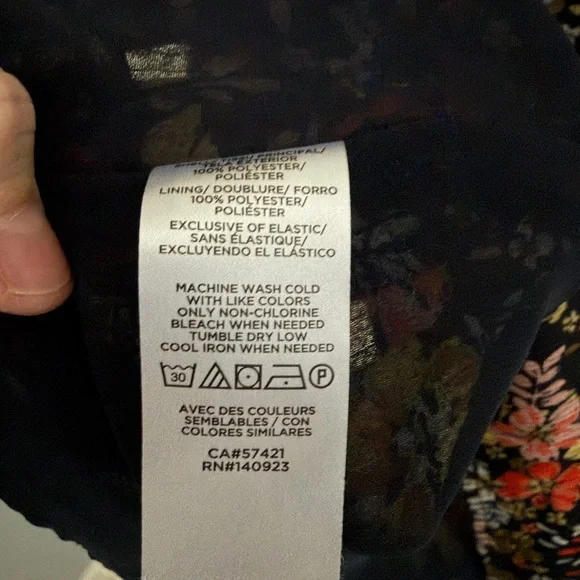 PRINCIPAL/
TELA EXTERIOR
100% POLYESTER/
POLIÉSTER
LINING/ DOUBLURE/ FORRO
100% POLYESTER/
POLIÉSTER
EXCLUSIVE OF ELASTIC/
SANS ÉLASTIQUE/
EXCLUYENDO EL ELÁSTICO
MACHINE WASH COLD
WITH LIKE COLORS
ONLY NON-CHLORINE
BLEACH WHEN NEEDED
TUMBLE DRY LOW
COOL IRON WHEN NEEDED
30 P
AVEC DES COULEURS
SEMBLABLES / CON
COLORES SIMILARES
CA#57421
RN#140923